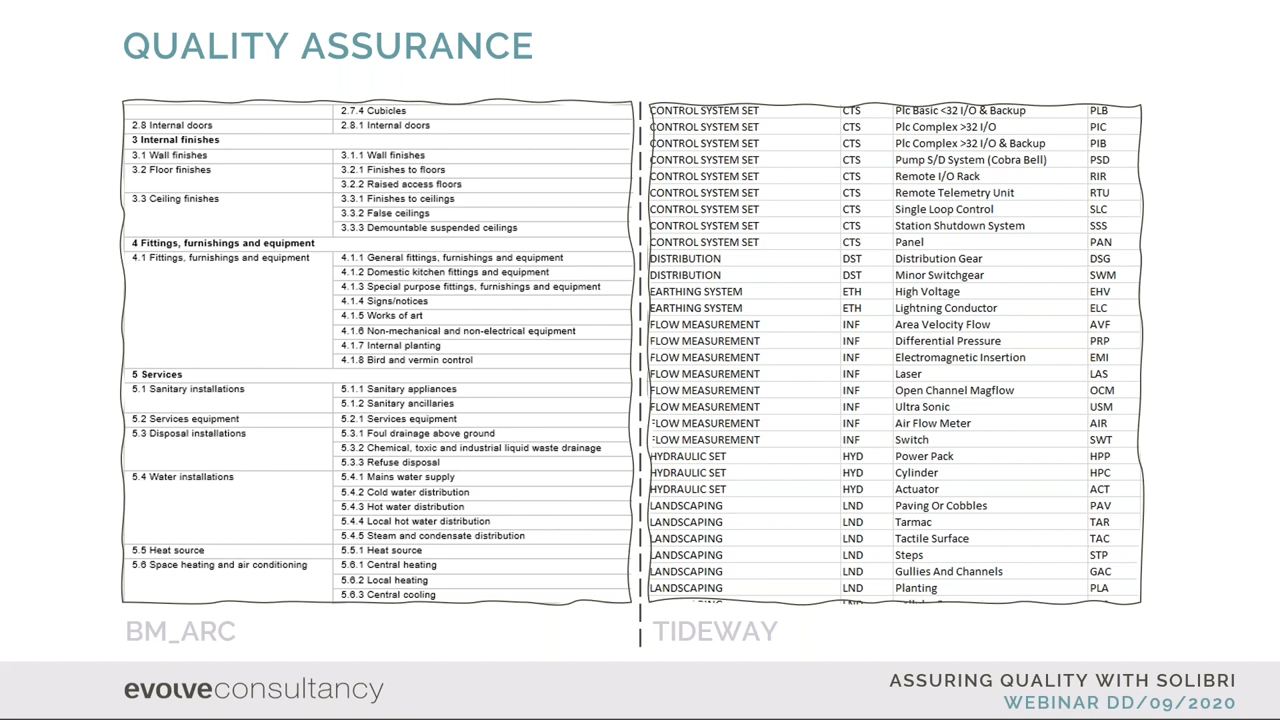 QUALITY ASSURANCE
2.7.4 Cubicles
2.8 Internal doors 2.8.1 Internal doors
3 Internal finishes
3.1 Wall finishes 3.1.1 Wall finishes
3.2 Floor finishes 3.2.1 Finishes to floors
3.2.2 Raised access floors
3.3 Ceiling finishes 3.3.1 Finishes to ceilings
3.3.2 False ceilings
3.3.3 Demountable suspended ceilings
4 Fittings, furnishings and equipment
4.1 Fittings, furnishings and equipment 4.1.1 General fittings, furnishings and equipment
4.1.2 Domestic kitchen fittings and equipment
4.1.3 Special purpose fittings, furnishings and equipment
4.1.4 Signs/notices
4.1.5 Works of art
4.1.6 Non-mechanical and non-electrical equipment
4.1.7 Internal planting
4.1.8 Bird and vermin control
5 Services
5.1 Sanitary installations 5.1.1 Sanitary appliances
5.1.2 Sanitary ancillaries
5.2 Services equipment 5.2.1 Services equipment
5.3 Disposal installations 5.3.1 Foul drainage above ground
5.3.2 Chemical, toxic and industrial liquid waste drainage
5.3.3 Refuse disposal
5.4 Water installations 5.4.1 Mains water supply
5.4.2 Cold water distribution
5.4.3 Hot water distribution
5.4.4 Local hot water distribution
5.4.5 Steam and condensate distribution
5.5 Heat source 5.5.1 Heat source
5.6 Space heating and air conditioning 5.6.1 Central heating
5.6.2 Local heating
5.6.3 Central cooling
BM_ARC
CONTROL SYSTEM SET CTS Plc Basic <32 I/O & Backup PLB
CONTROL SYSTEM SET CTS Plc Complex >32 I/O PIC
CONTROL SYSTEM SET CTS Plc Complex >32 I/O & Backup PIB
CONTROL SYSTEM SET CTS Pump S/D System (Cobra Bell) PSD
CONTROL SYSTEM SET CTS Remote I/O Rack RIR
CONTROL SYSTEM SET CTS Remote Telemetry Unit RTU
CONTROL SYSTEM SET CTS Single Loop Control SLC
CONTROL SYSTEM SET CTS Station Shutdown System SSS
CONTROL SYSTEM SET CTS Panel PAN
DISTRIBUTION DST Distribution Gear DSG
DISTRIBUTION DST Minor Switchgear SWM
EARTHING SYSTEM ETH High Voltage EHV
EARTHING SYSTEM ETH Lightning Conductor ELC
FLOW MEASUREMENT INF Area Velocity Flow AVF
FLOW MEASUREMENT INF Differential Pressure PRP
FLOW MEASUREMENT INF Electromagnetic Insertion EMI
FLOW MEASUREMENT INF Laser LAS
FLOW MEASUREMENT INF Open Channel Magflow OCM
FLOW MEASUREMENT INF Ultra Sonic USM
FLOW MEASUREMENT INF Air Flow Meter AIR
FLOW MEASUREMENT INF Switch SWT
HYDRAULIC SET HYD Power Pack HPP
HYDRAULIC SET HYD Cylinder HPC
HYDRAULIC SET HYD Actuator ACT
LANDSCAPING LND Paving Or Cobbles PAV
LANDSCAPING LND Tarmac TAR
LANDSCAPING LND Tactile Surface TAC
LANDSCAPING LND Steps STP
LANDSCAPING LND Gullies And Channels GAC
LANDSCAPING LND Planting PLA
TIDEWAY
evolveconsultancy
ASSURING QUALITY WITH SOLIBRI
WEBINAR DD/09/2020